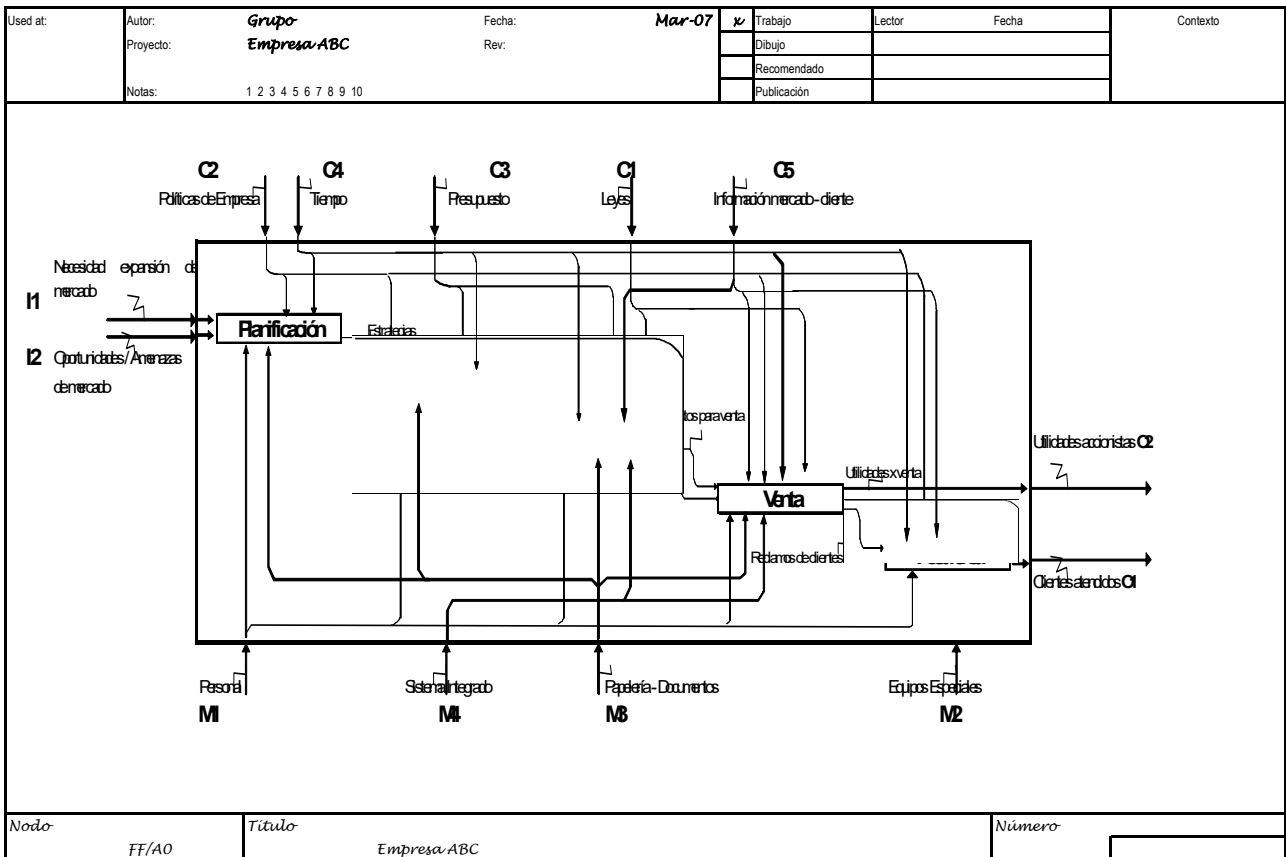 Used at:
Autor:
Grupo
Fecha:
Mar-07
x
Trabajo
Lector
Fecha
Contexto
Proyecto:
Empresa ABC
Rev:
Dibujo
Recomendado
Notas:
1 2 3 4 5 6 7 8 9 10
Publicación
C2
C4
C3
C1
C5
Políticas de Empresa
Tiempo
Presupuesto
Leyes
Información mercado - cliente
Necesidad expansión de
mercado
I1
Planificación
Estrategias
I2
Oportunidades / Amenazas
de mercado
tos para venta
Utilidades accionistas O2
Utilidades x venta
Venta
Reclamos de clientes
Clientes atendidos O1
Personal
Sistema Integrado
Papelería - Documentos
Equipos Especiales
M1
M4
M3
M2
Nodo
Título
Número
FF/A0
Empresa ABC